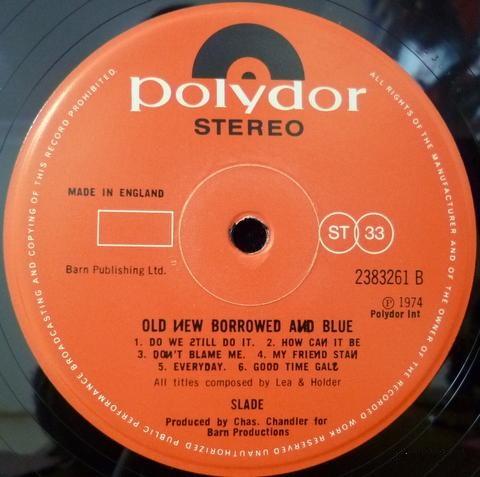 polydor
STEREO
MADE IN ENGLAND
ST 33
Barn Publishing Ltd.
2383261 B
Ⓟ 1974
Polydor Int
OLD NEW BORROWED AND BLUE
1. DO WE STILL DO IT. 2. HOW CAN IT BE
3. DON'T BLAME ME. 4. MY FRIEND STAN
5. EVERYDAY. 6. GOOD TIME GALS
All titles composed by Lea & Holder
SLADE
Produced by Chas. Chandler for
Barn Productions
ALL RIGHTS OF THE MANUFACTURER AND OF THE OWNER OF THE RECORDED WORK RESERVED UNAUTHORISED PUBLIC PERFORMANCE BROADCASTING AND COPYING OF THIS RECORD PROHIBITED.